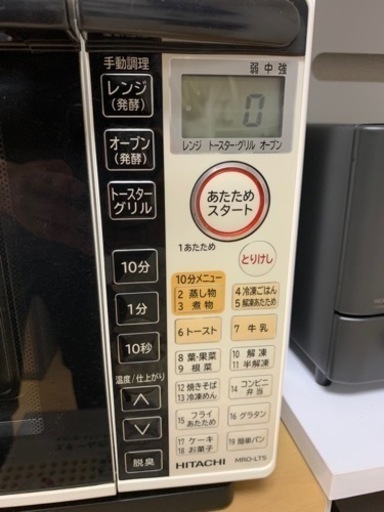 手動調理
弱 中 強
レンジ
(発酵)
0
レンジ トースター・グリル オーブン
オーブン
(発酵)
あたため
スタート
トースター
グリル
1あたため
とりけし
10分
10分メニュー
2 蒸し物
3 煮物
4 冷凍ごはん
5 解凍あたため
1分
6 トースト
7 牛乳
10秒
8 葉・果菜
9 根菜
10 解凍
11 半解凍
温度/仕上がり
12 焼きそば
13 冷凍めん
14 コンビニ
弁当
15 フライ
あたため
16 グラタン
17 ケーキ
18 お菓子
19 簡単パン
脱臭
HITACHI MRO-LT5